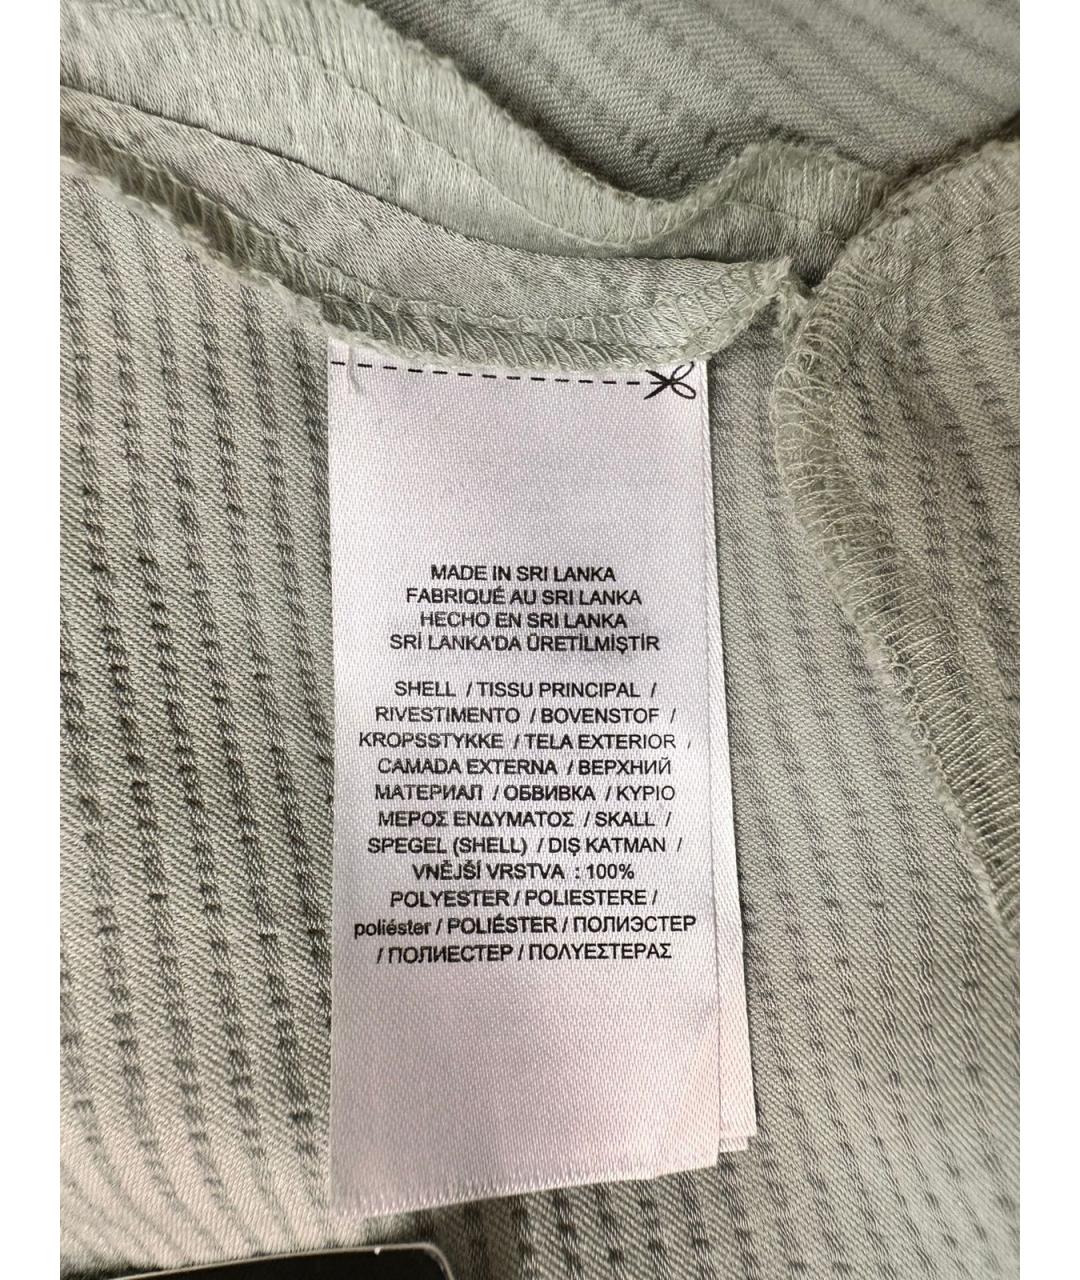 MADE IN SRI LANKA
FABRIQUÉ AU SRI LANKA
HECHO EN SRI LANKA
SRİ LANKA'DA ÜRETİLMİŞTİR
SHELL / TISSU PRINCIPAL /
RIVESTIMENTO / BOVENSTOF /
KROPSSTYKKE / TELA EXTERIOR /
CAMADA EXTERNA / ВЕРХНИЙ
МАТЕРИАЛ / ОБВИВКА / ΚΥΡΙΟ
ΜΕΡΟΣ ΕΝΔΥΜΑΤΟΣ / SKALL /
SPEGEL (SHELL) / DIŞ KATMAN /
VNĚJŠÍ VRSTVA : 100%
POLYESTER / POLIESTERE /
poliéster / POLIÉSTER / ПОЛИЭСТЕР
/ ПОЛИЕСТЕР / ΠΟΛΥΕΣΤΕΡΑΣ